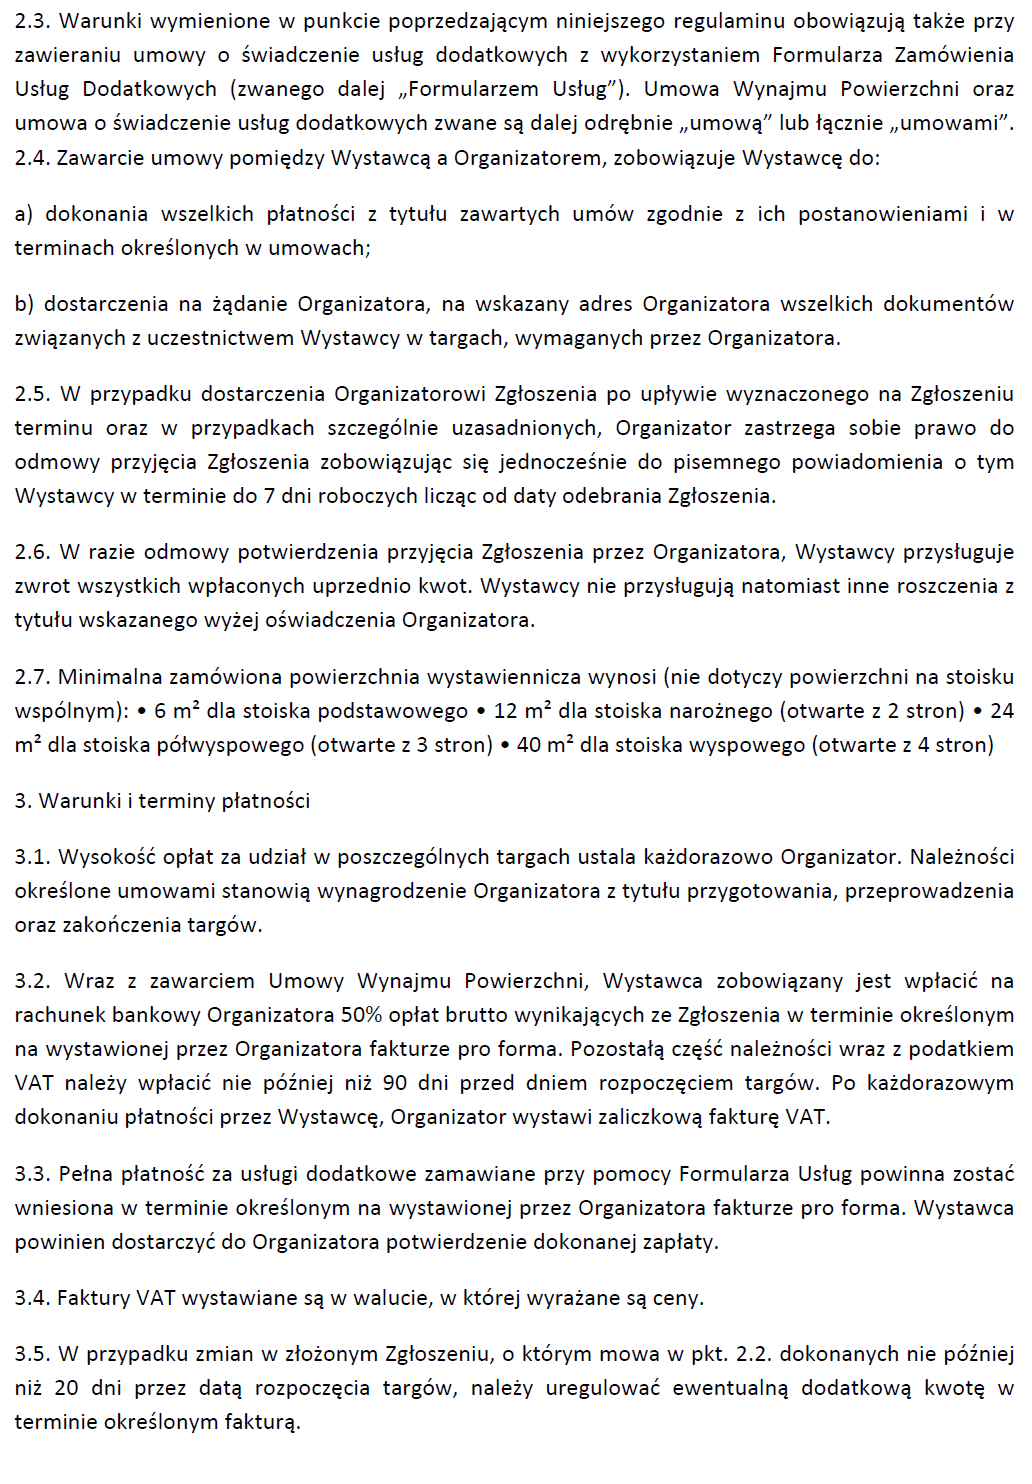 2.3. Warunki wymienione w punkcie poprzedzającym niniejszego regulaminu obowiązują także przy
zawieraniu umowy o świadczenie usług dodatkowych z wykorzystaniem Formularza Zamówienia
Usług Dodatkowych (zwanego dalej „Formularzem Usług”). Umowa Wynajmu Powierzchni oraz
umowa o świadczenie usług dodatkowych zwane są dalej odrębnie „umową” lub łącznie „umowami”.
2.4. Zawarcie umowy pomiędzy Wystawcą a Organizatorem, zobowiązuje Wystawcę do:
a) dokonania wszelkich płatności z tytułu zawartych umów zgodnie z ich postanowieniami i w
terminach określonych w umowach;
b) dostarczenia na żądanie Organizatora, na wskazany adres Organizatora wszelkich dokumentów
związanych z uczestnictwem Wystawcy w targach, wymaganych przez Organizatora.
2.5. W przypadku dostarczenia Organizatorowi Zgłoszenia po upływie wyznaczonego na Zgłoszeniu
terminu oraz w przypadkach szczególnie uzasadnionych, Organizator zastrzega sobie prawo do
odmowy przyjęcia Zgłoszenia zobowiązując się jednocześnie do pisemnego powiadomienia o tym
Wystawcy w terminie do 7 dni roboczych licząc od daty odebrania Zgłoszenia.
2.6. W razie odmowy potwierdzenia przyjęcia Zgłoszenia przez Organizatora, Wystawcy przysługuje
zwrot wszystkich wpłaconych uprzednio kwot. Wystawcy nie przysługują natomiast inne roszczenia z
tytułu wskazanego wyżej oświadczenia Organizatora.
2.7. Minimalna zamówiona powierzchnia wystawiennicza wynosi (nie dotyczy powierzchni na stoisku
wspólnym): • 6 m² dla stoiska podstawowego • 12 m² dla stoiska narożnego (otwarte z 2 stron) • 24
m² dla stoiska półwyspowego (otwarte z 3 stron) • 40 m² dla stoiska wyspowego (otwarte z 4 stron)
3. Warunki i terminy płatności
3.1. Wysokość opłat za udział w poszczególnych targach ustala każdorazowo Organizator. Należności
określone umowami stanowią wynagrodzenie Organizatora z tytułu przygotowania, przeprowadzenia
oraz zakończenia targów.
3.2. Wraz z zawarciem Umowy Wynajmu Powierzchni, Wystawca zobowiązany jest wpłacić na
rachunek bankowy Organizatora 50% opłat brutto wynikających ze Zgłoszenia w terminie określonym
na wystawionej przez Organizatora fakturze pro forma. Pozostałą część należności wraz z podatkiem
VAT należy wpłacić nie później niż 90 dni przed dniem rozpoczęciem targów. Po każdorazowym
dokonaniu płatności przez Wystawcę, Organizator wystawi zaliczkową fakturę VAT.
3.3. Pełna płatność za usługi dodatkowe zamawiane przy pomocy Formularza Usług powinna zostać
wniesiona w terminie określonym na wystawionej przez Organizatora fakturze pro forma. Wystawca
powinien dostarczyć do Organizatora potwierdzenie dokonanej zapłaty.
3.4. Faktury VAT wystawiane są w walucie, w której wyrażane są ceny.
3.5. W przypadku zmian w złożonym Zgłoszeniu, o którym mowa w pkt. 2.2. dokonanych nie później
niż 20 dni przez datą rozpoczęcia targów, należy uregulować ewentualną dodatkową kwotę w
terminie określonym fakturą.